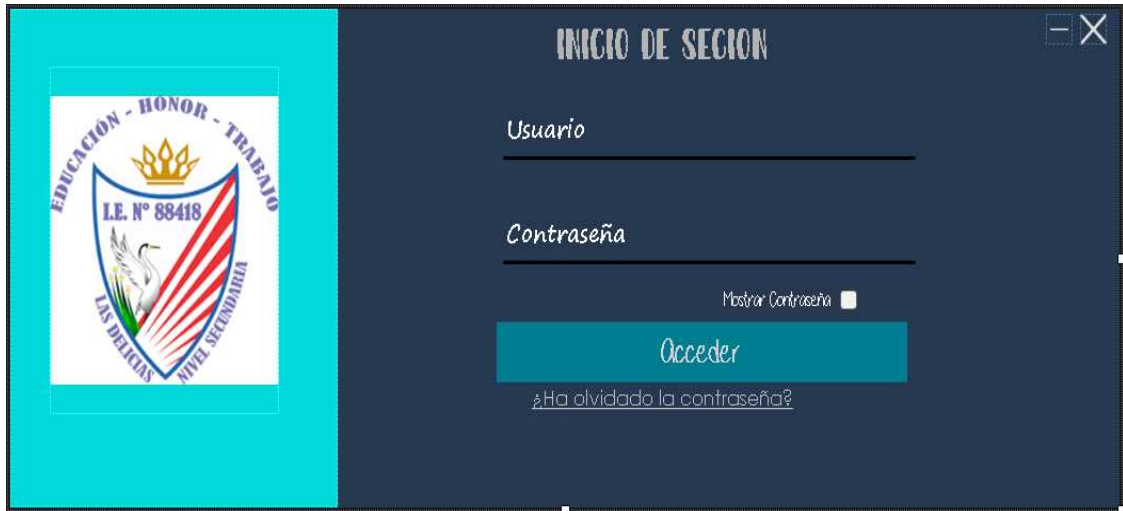 EDUCACIÓN - HONOR - TRABAJO
I.E. N° 88418
LAS DELICIAS
NIVEL SECUNDARIA
INICIO DE SECION
Usuario
Contraseña
Mostrar Contraseña
Acceder
¿Ha olvidado la contraseña?